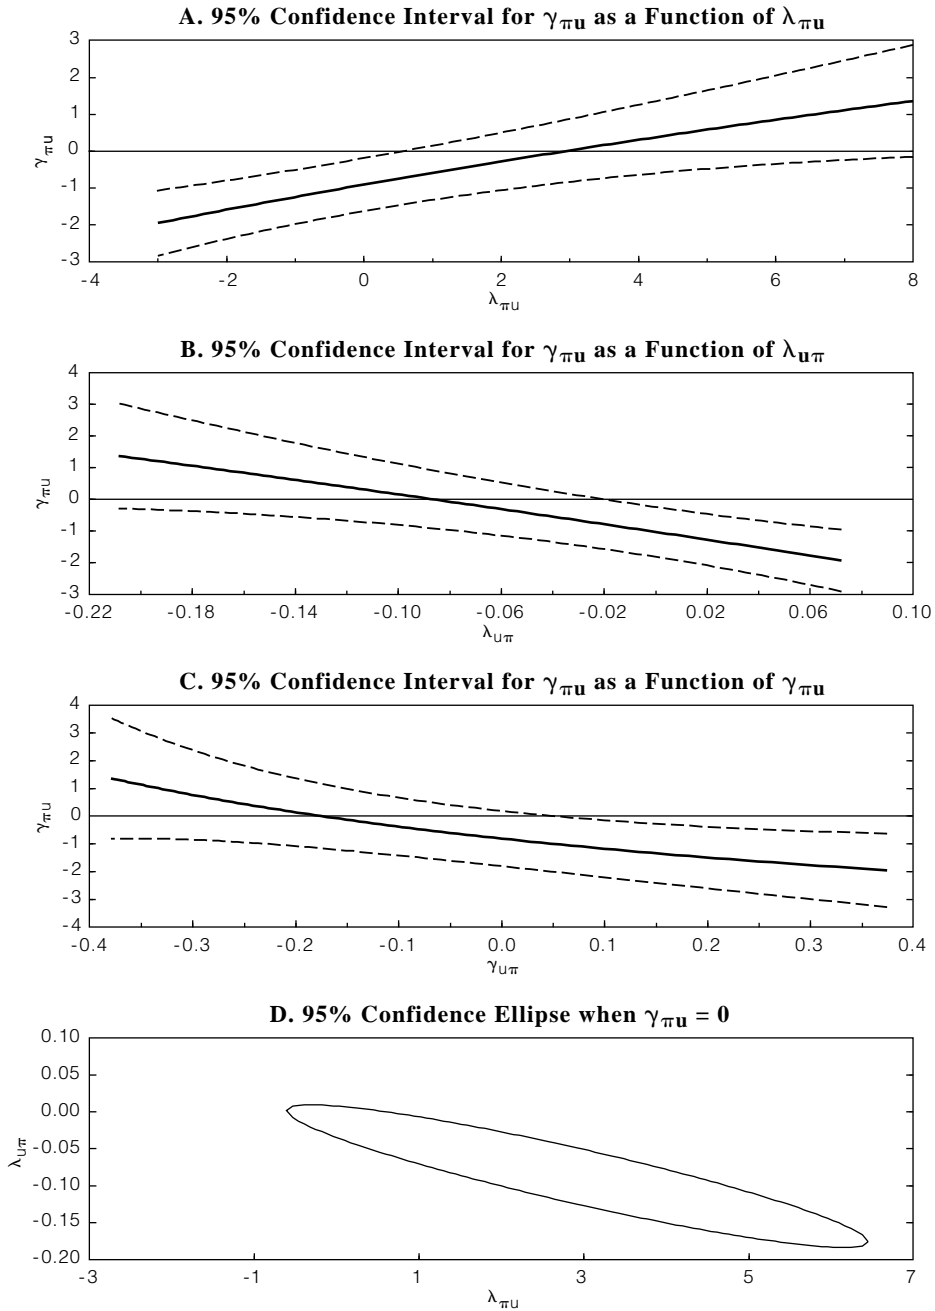 A. 95% Confidence Interval for γπu as a Function of λπu
3
2
1
0
-1
-2
-3
γπu
-4 -2 0 2 4 6 8
λπu
B. 95% Confidence Interval for γπu as a Function of λuπ
4
3
2
1
0
-1
-2
-3
γπu
-0.22 -0.18 -0.14 -0.10 -0.06 -0.02 0.02 0.06 0.10
λuπ
C. 95% Confidence Interval for γπu as a Function of γπu
4
3
2
1
0
-1
-2
-3
-4
γπu
-0.4 -0.3 -0.2 -0.1 0.0 0.1 0.2 0.3 0.4
γuπ
D. 95% Confidence Ellipse when γπu = 0
0.10
0.05
0.00
-0.05
-0.10
-0.15
-0.20
λuπ
-3 -1 1 3 5 7
λπu